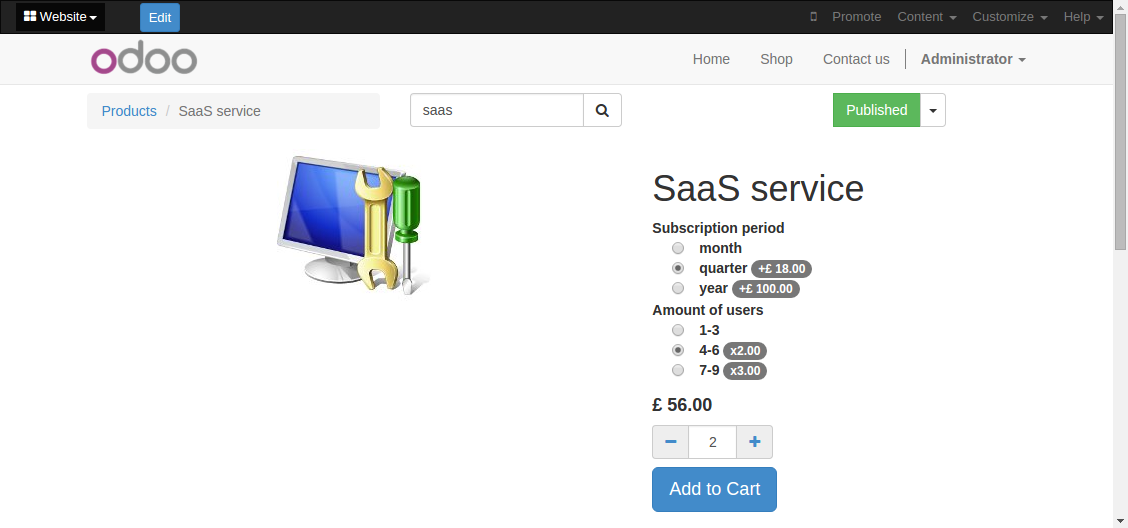 Website Edit Promote Content Customize Help
odoo Home Shop Contact us Administrator
Products / SaaS service saas Published
SaaS service
Subscription period
month
quarter +£ 18.00
year +£ 100.00
Amount of users
1-3
4-6 x2.00
7-9 x3.00
£ 56.00
2
Add to Cart